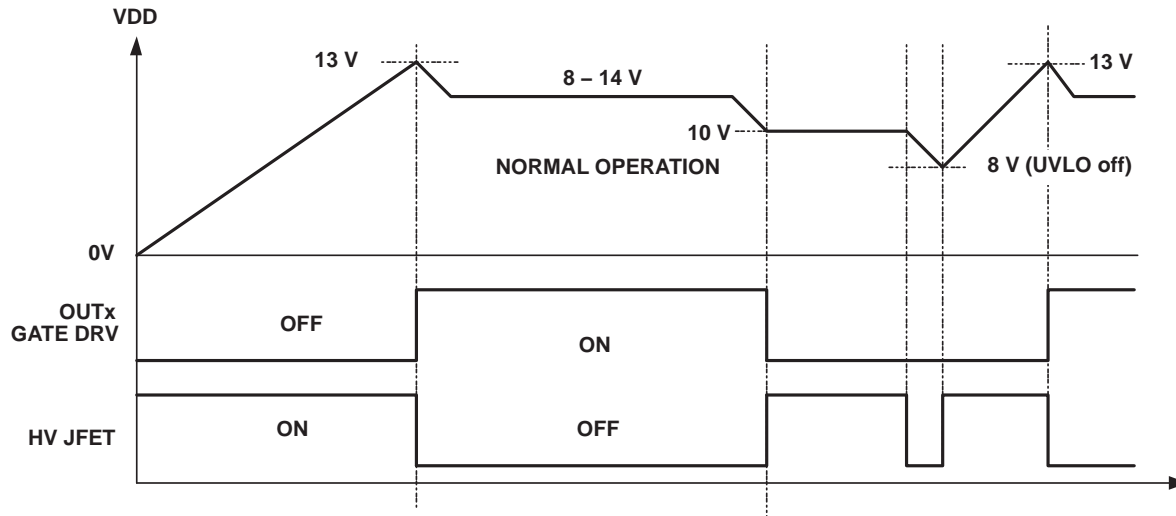 VDD
13 V
8 – 14 V
13 V
10 V
NORMAL OPERATION
8 V (UVLO off)
0V
OUTx
GATE DRV
OFF
ON
HV JFET
ON
OFF